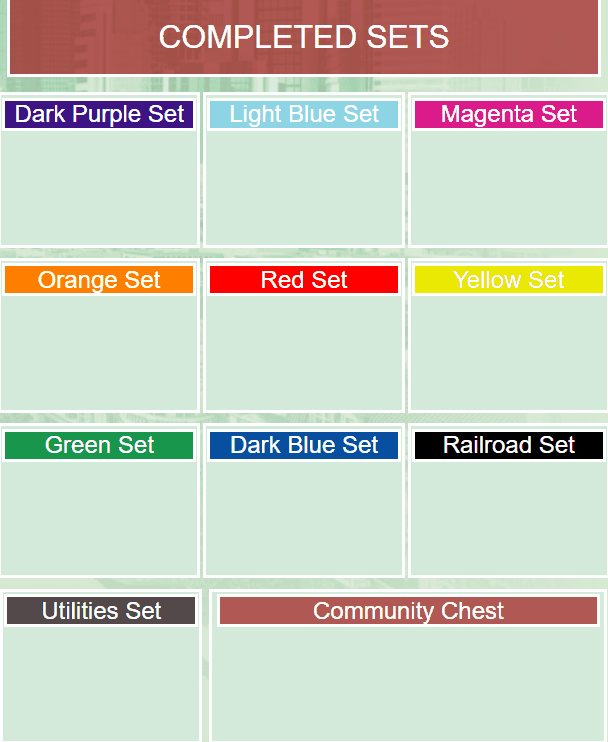 COMPLETED SETS
Dark Purple Set
Light Blue Set
Magenta Set
Orange Set
Red Set
Yellow Set
Green Set
Dark Blue Set
Railroad Set
Utilities Set
Community Chest